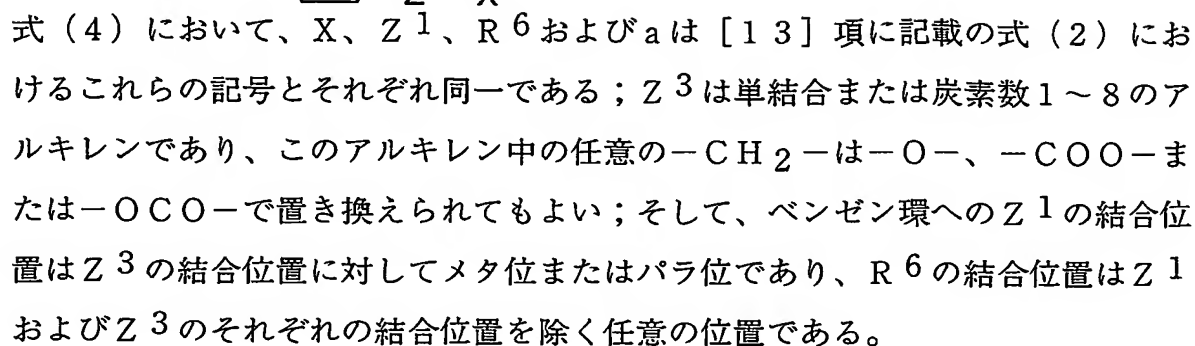 式（4）において、X、Z 1、R 6およびaは［13］項に記載の式（2）にお
けるこれらの記号とそれぞれ同一である；Z 3は単結合または炭素数1～8のア
ルキレンであり、このアルキレン中の任意の－CH 2－は－O－、－COO－ま
たは－OCO－で置き換えられてもよい；そして、ベンゼン環へのZ 1の結合位
置はZ 3の結合位置に対してメタ位またはパラ位であり、R 6の結合位置はZ 1
およびZ 3のそれぞれの結合位置を除く任意の位置である。